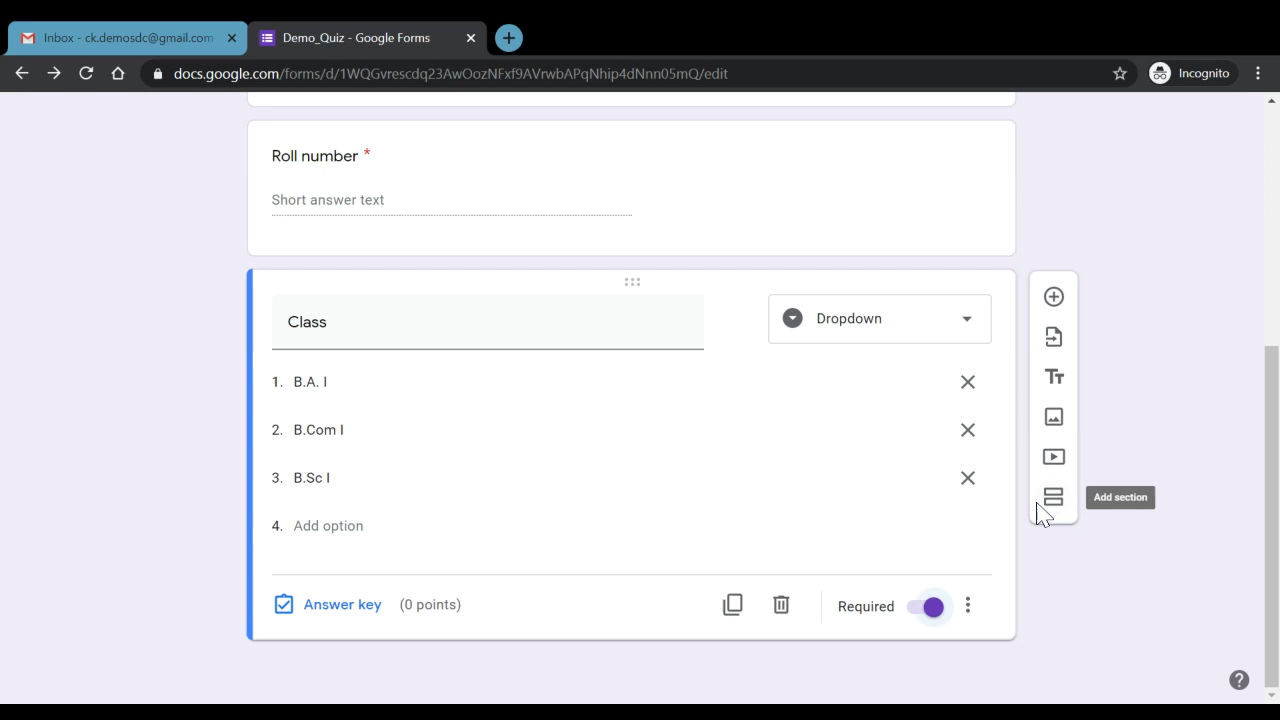 Inbox - ck.demosdc@gmail.com
Demo_Quiz - Google Forms
docs.google.com/forms/d/1WQGvrescdq23AwOozNFxf9AVrwbAPqNhip4dNnn05mQ/edit
Incognito
Roll number *
Short answer text
Class
Dropdown
1. B.A. I
2. B.Com I
3. B.Sc I
4. Add option
Add section
Answer key (0 points)
Required